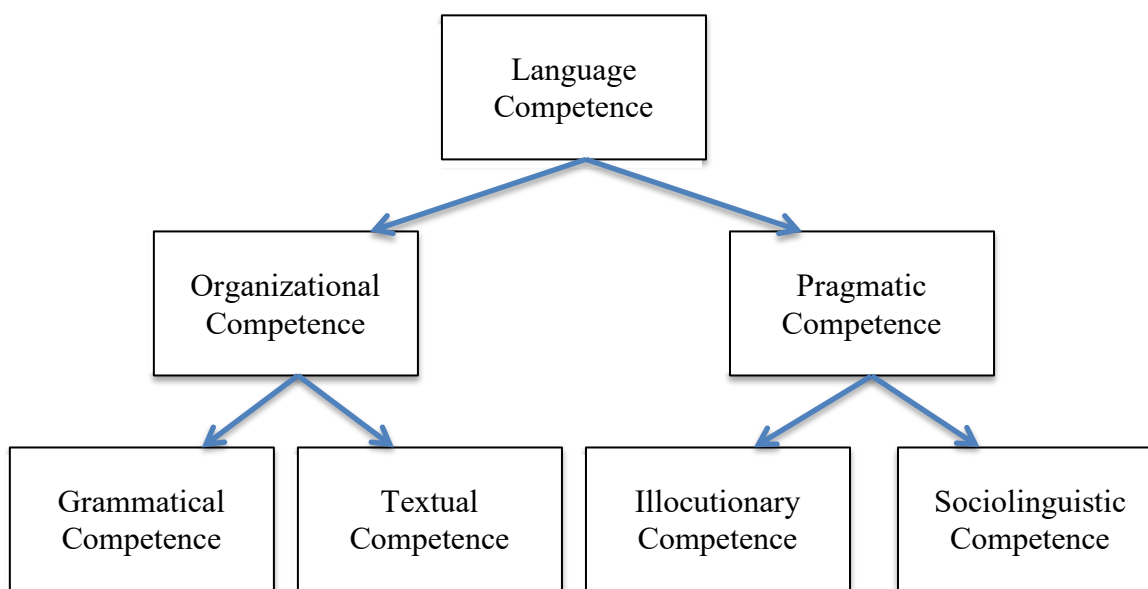 Language
Competence
Organizational
Competence
Pragmatic
Competence
Grammatical
Competence
Textual
Competence
Illocutionary
Competence
Sociolinguistic
Competence